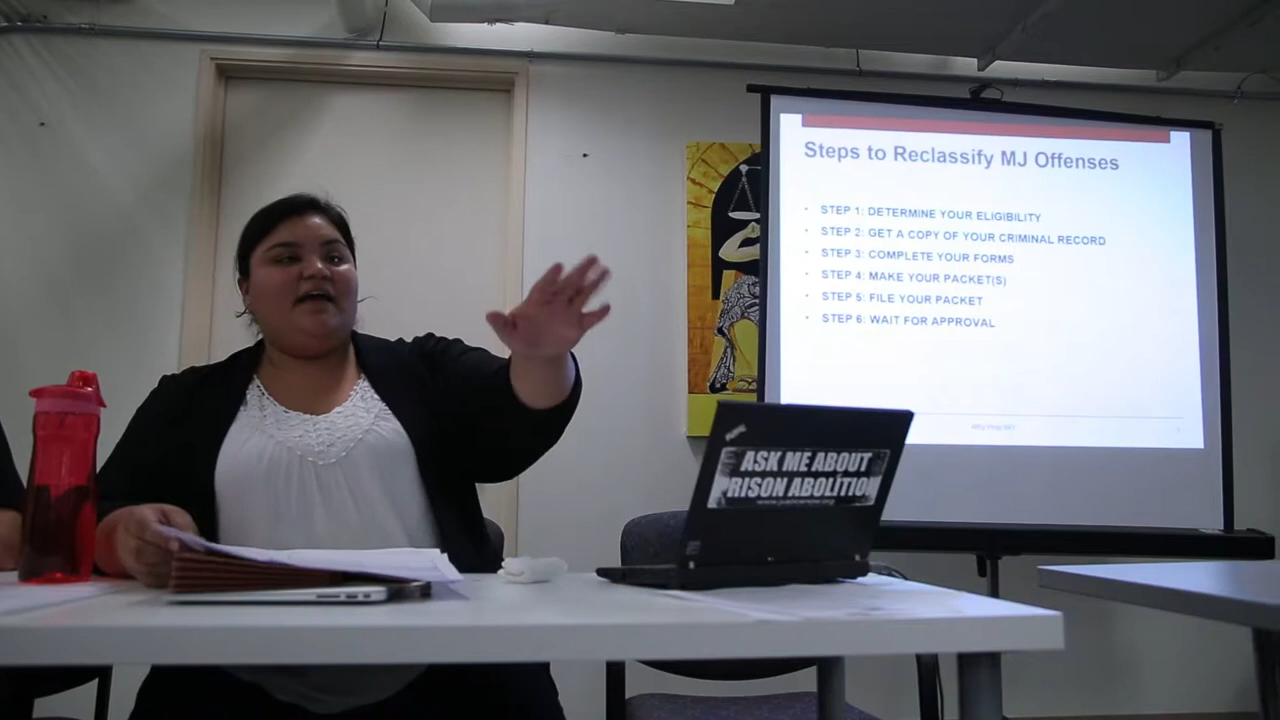 Steps to Reclassify MJ Offenses
• STEP 1: DETERMINE YOUR ELIGIBILITY
• STEP 2: GET A COPY OF YOUR CRIMINAL RECORD
• STEP 3: COMPLETE YOUR FORMS
• STEP 4: MAKE YOUR PACKET(S)
• STEP 5: FILE YOUR PACKET
• STEP 6: WAIT FOR APPROVAL
ASK ME ABOUT
RISON ABOLITION